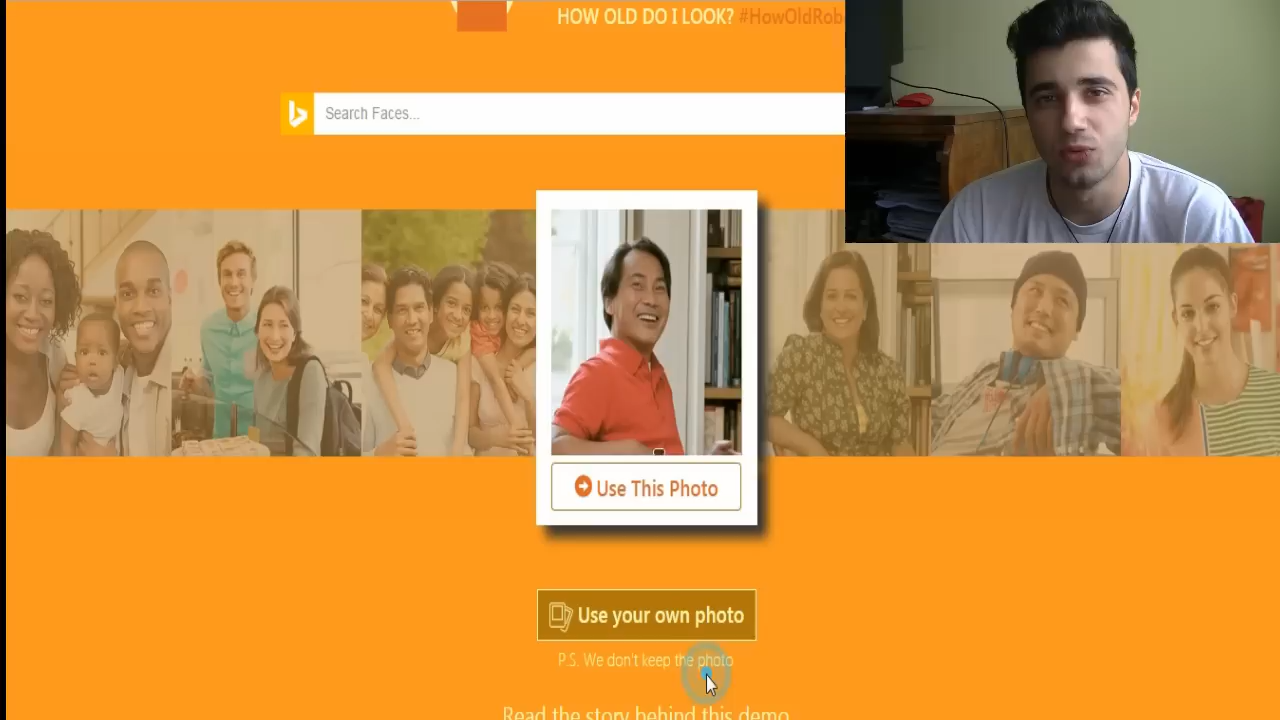 HOW OLD DO I LOOK? #HowOldRob
Search Faces...
Use This Photo
Use your own photo
P.S. We don't keep the photo
Read the story behind this demo